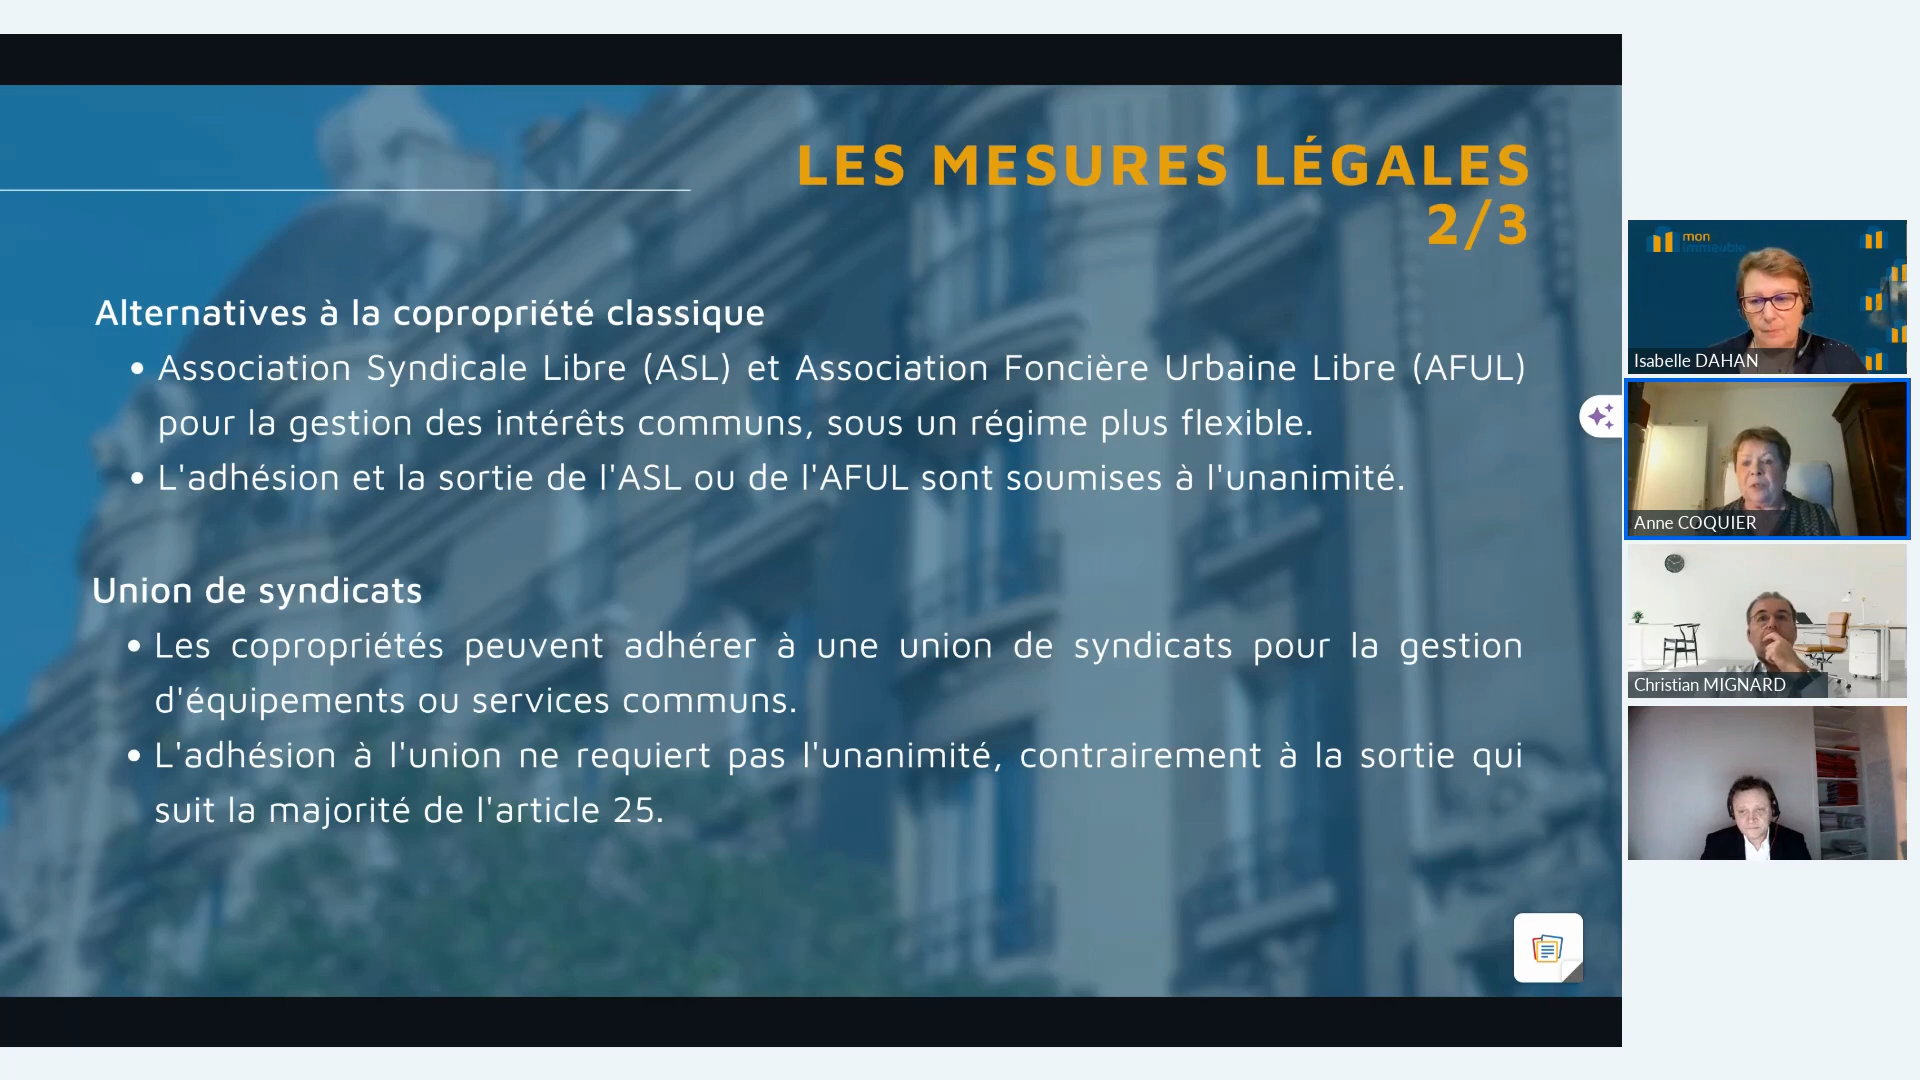 LES MESURES LÉGALES
2/3
Alternatives à la copropriété classique
• Association Syndicale Libre (ASL) et Association Foncière Urbaine Libre (AFUL)
pour la gestion des intérêts communs, sous un régime plus flexible.
• L'adhésion et la sortie de l'ASL ou de l'AFUL sont soumises à l'unanimité.
Union de syndicats
• Les copropriétés peuvent adhérer à une union de syndicats pour la gestion
d'équipements ou services communs.
• L'adhésion à l'union ne requiert pas l'unanimité, contrairement à la sortie qui
suit la majorité de l'article 25.
mon
immeuble
Isabelle DAHAN
Anne COQUIER
Christian MIGNARD